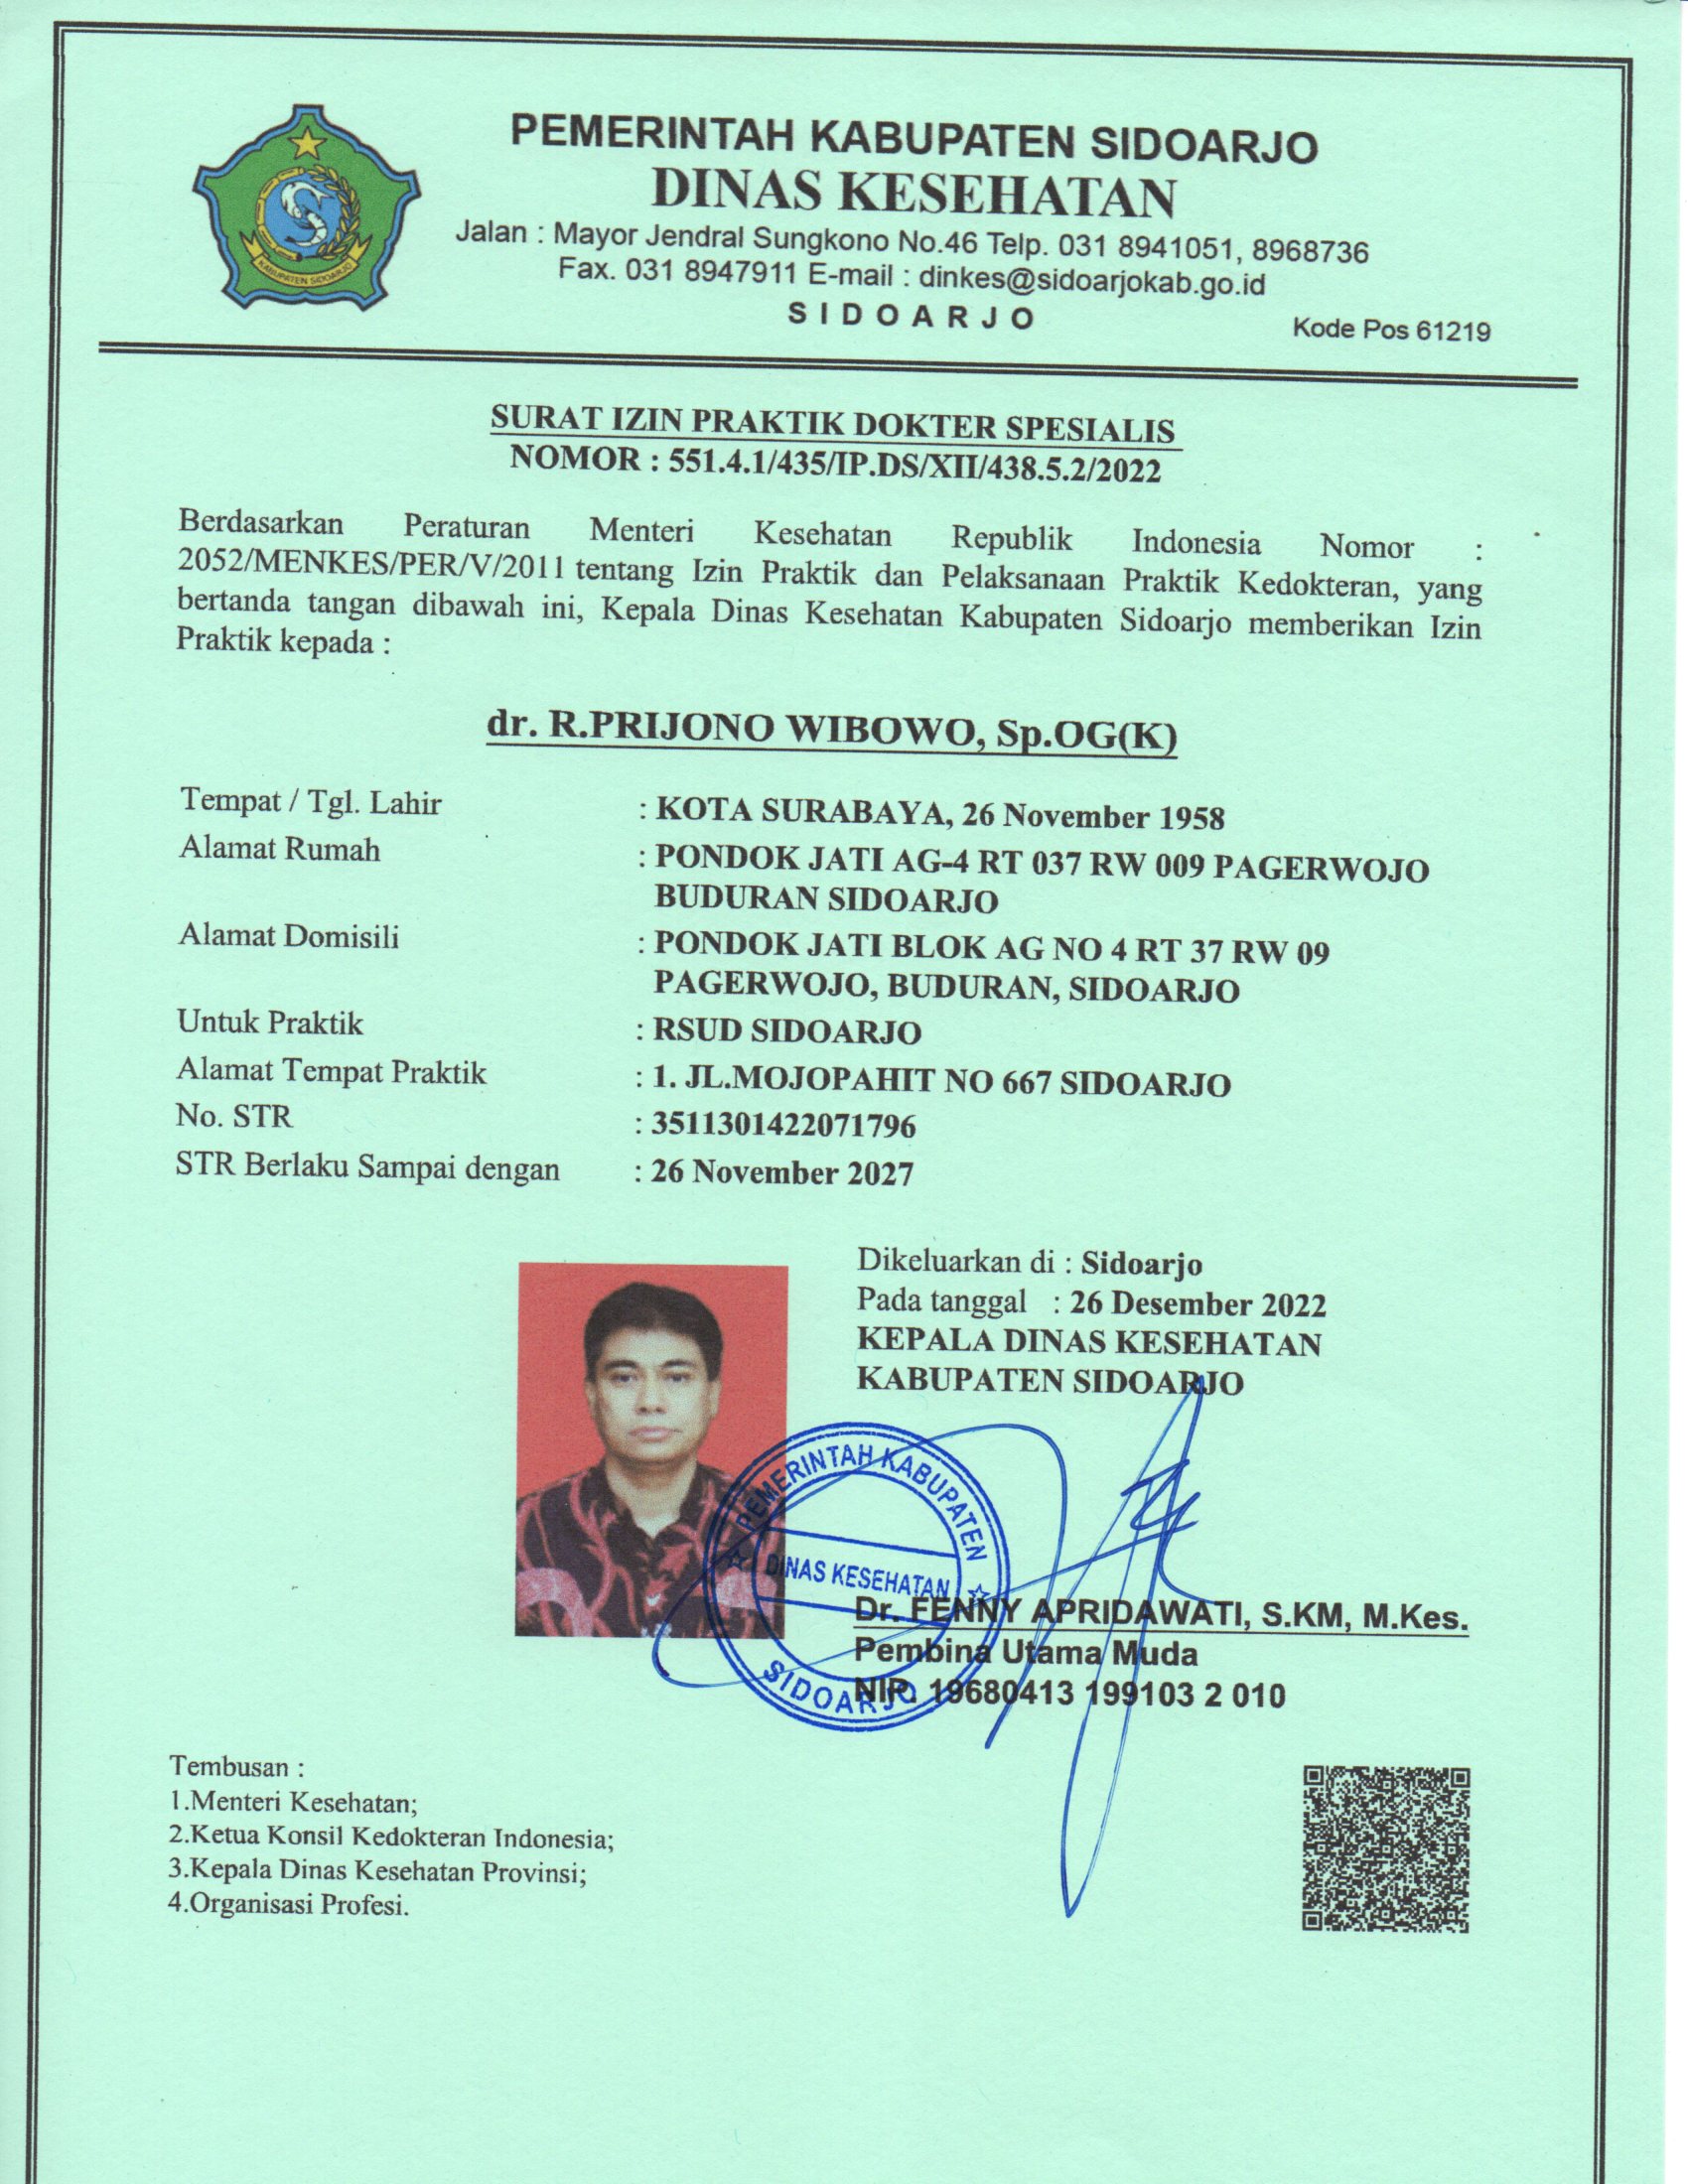 PEMERINTAH KABUPATEN SIDOARJO
DINAS KESEHATAN
Jalan : Mayor Jendral Sungkono No.46 Telp. 031 8941051, 8968736
Fax. 031 8947911 E-mail : dinkes@sidoarjokab.go.id
SIDOARJO
Kode Pos 61219
KABUPATEN SIDOARJO
SURAT IZIN PRAKTIK DOKTER SPESIALIS
NOMOR : 551.4.1/435/IP.DS/XII/438.5.2/2022
Berdasarkan Peraturan Menteri Kesehatan Republik Indonesia Nomor :
2052/MENKES/PER/V/2011 tentang Izin Praktik dan Pelaksanaan Praktik Kedokteran, yang
bertanda tangan dibawah ini, Kepala Dinas Kesehatan Kabupaten Sidoarjo memberikan Izin
Praktik kepada :
dr. R.PRIJONO WIBOWO, Sp.OG(K)
Tempat / Tgl. Lahir : KOTA SURABAYA, 26 November 1958
Alamat Rumah : PONDOK JATI AG-4 RT 037 RW 009 PAGERWOJO
BUDURAN SIDOARJO
Alamat Domisili : PONDOK JATI BLOK AG NO 4 RT 37 RW 09
PAGERWOJO, BUDURAN, SIDOARJO
Untuk Praktik : RSUD SIDOARJO
Alamat Tempat Praktik : 1. JL.MOJOPAHIT NO 667 SIDOARJO
No. STR : 3511301422071796
STR Berlaku Sampai dengan : 26 November 2027
Dikeluarkan di : Sidoarjo
Pada tanggal : 26 Desember 2022
KEPALA DINAS KESEHATAN
KABUPATEN SIDOARJO
PEMERINTAH KABUPATEN
DINAS KESEHATAN
SIDOARJO
Dr. FENNY APRIDAWATI, S.KM, M.Kes.
Pembina Utama Muda
NIP. 19680413 199103 2 010
Tembusan :
1.Menteri Kesehatan;
2.Ketua Konsil Kedokteran Indonesia;
3.Kepala Dinas Kesehatan Provinsi;
4.Organisasi Profesi.